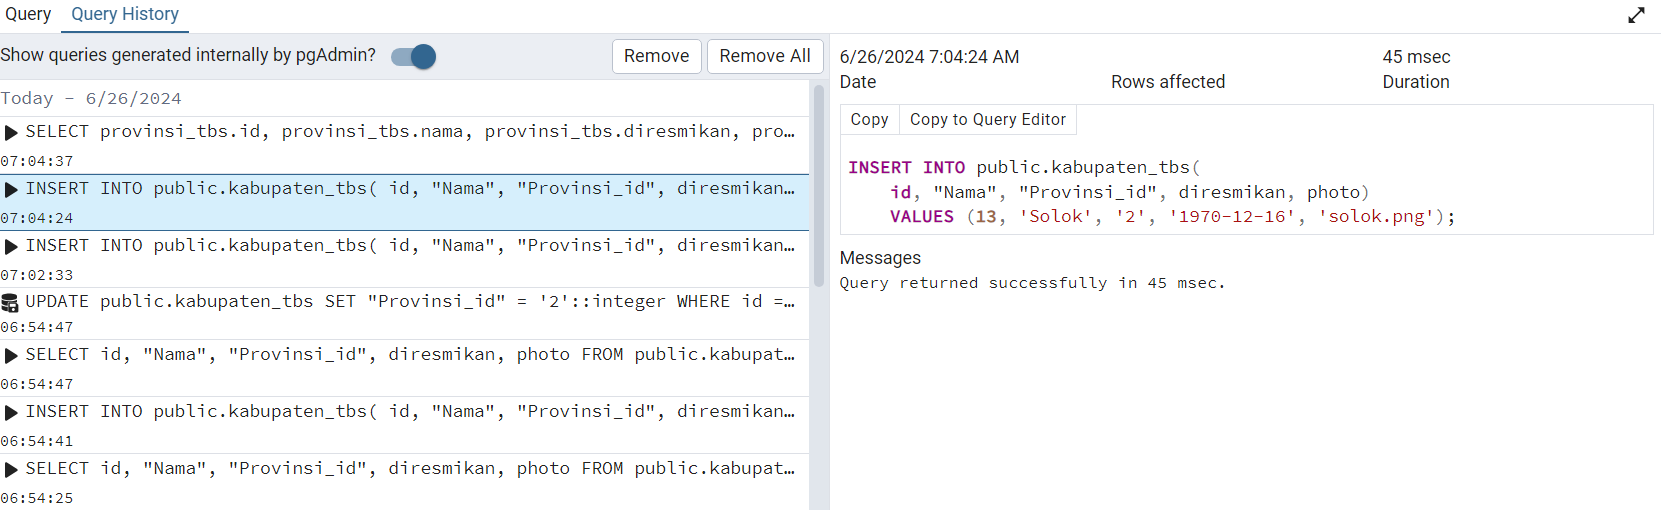 Query Query History
Show queries generated internally by pgAdmin? Remove Remove All
Today - 6/26/2024
SELECT provinsi_tbs.id, provinsi_tbs.nama, provinsi_tbs.diresmikan, pro…
07:04:37
INSERT INTO public.kabupaten_tbs( id, "Nama", "Provinsi_id", diresmikan…
07:04:24
INSERT INTO public.kabupaten_tbs( id, "Nama", "Provinsi_id", diresmikan…
07:02:33
UPDATE public.kabupaten_tbs SET "Provinsi_id" = '2'::integer WHERE id =…
06:54:47
SELECT id, "Nama", "Provinsi_id", diresmikan, photo FROM public.kabupat…
06:54:47
INSERT INTO public.kabupaten_tbs( id, "Nama", "Provinsi_id", diresmikan…
06:54:41
SELECT id, "Nama", "Provinsi_id", diresmikan, photo FROM public.kabupat…
06:54:25
6/26/2024 7:04:24 AM 45 msec
Date Rows affected Duration
Copy Copy to Query Editor
INSERT INTO public.kabupaten_tbs(
id, "Nama", "Provinsi_id", diresmikan, photo)
VALUES (13, 'Solok', '2', '1970-12-16', 'solok.png');
Messages
Query returned successfully in 45 msec.